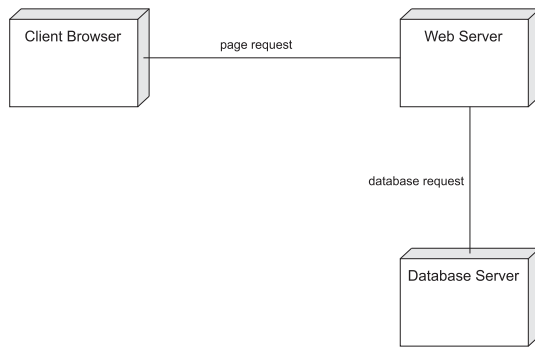 Client Browser
page request
Web Server
database request
Database Server